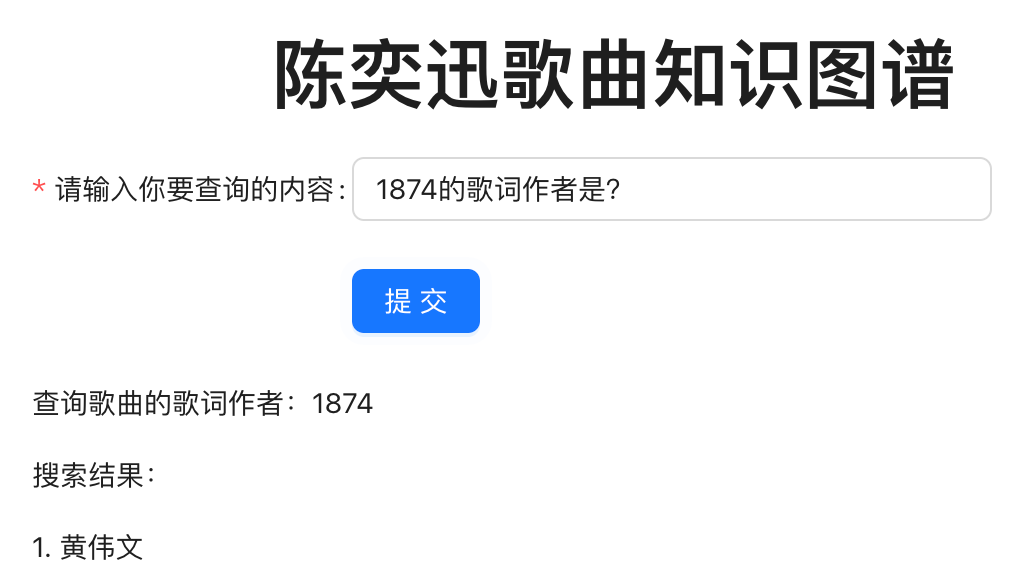 陈奕迅歌曲知识图谱
* 请输入你要查询的内容: 1874的歌词作者是?
提 交
查询歌曲的歌词作者：1874
搜索结果：
1. 黄伟文